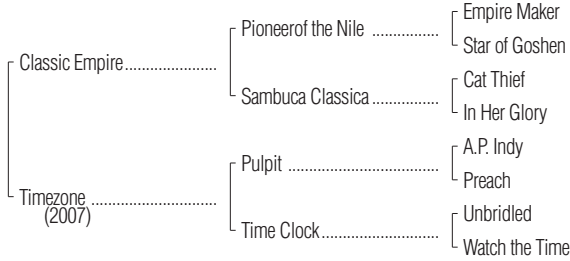 Empire Maker
Pioneerof the Nile ................
Star of Goshen
Classic Empire......................
Cat Thief
Sambuca Classica ................
In Her Glory
A.P. Indy
Pulpit ....................................
Preach
Timezone ..............................
(2007)
Unbridled
Time Clock............................
Watch the Time